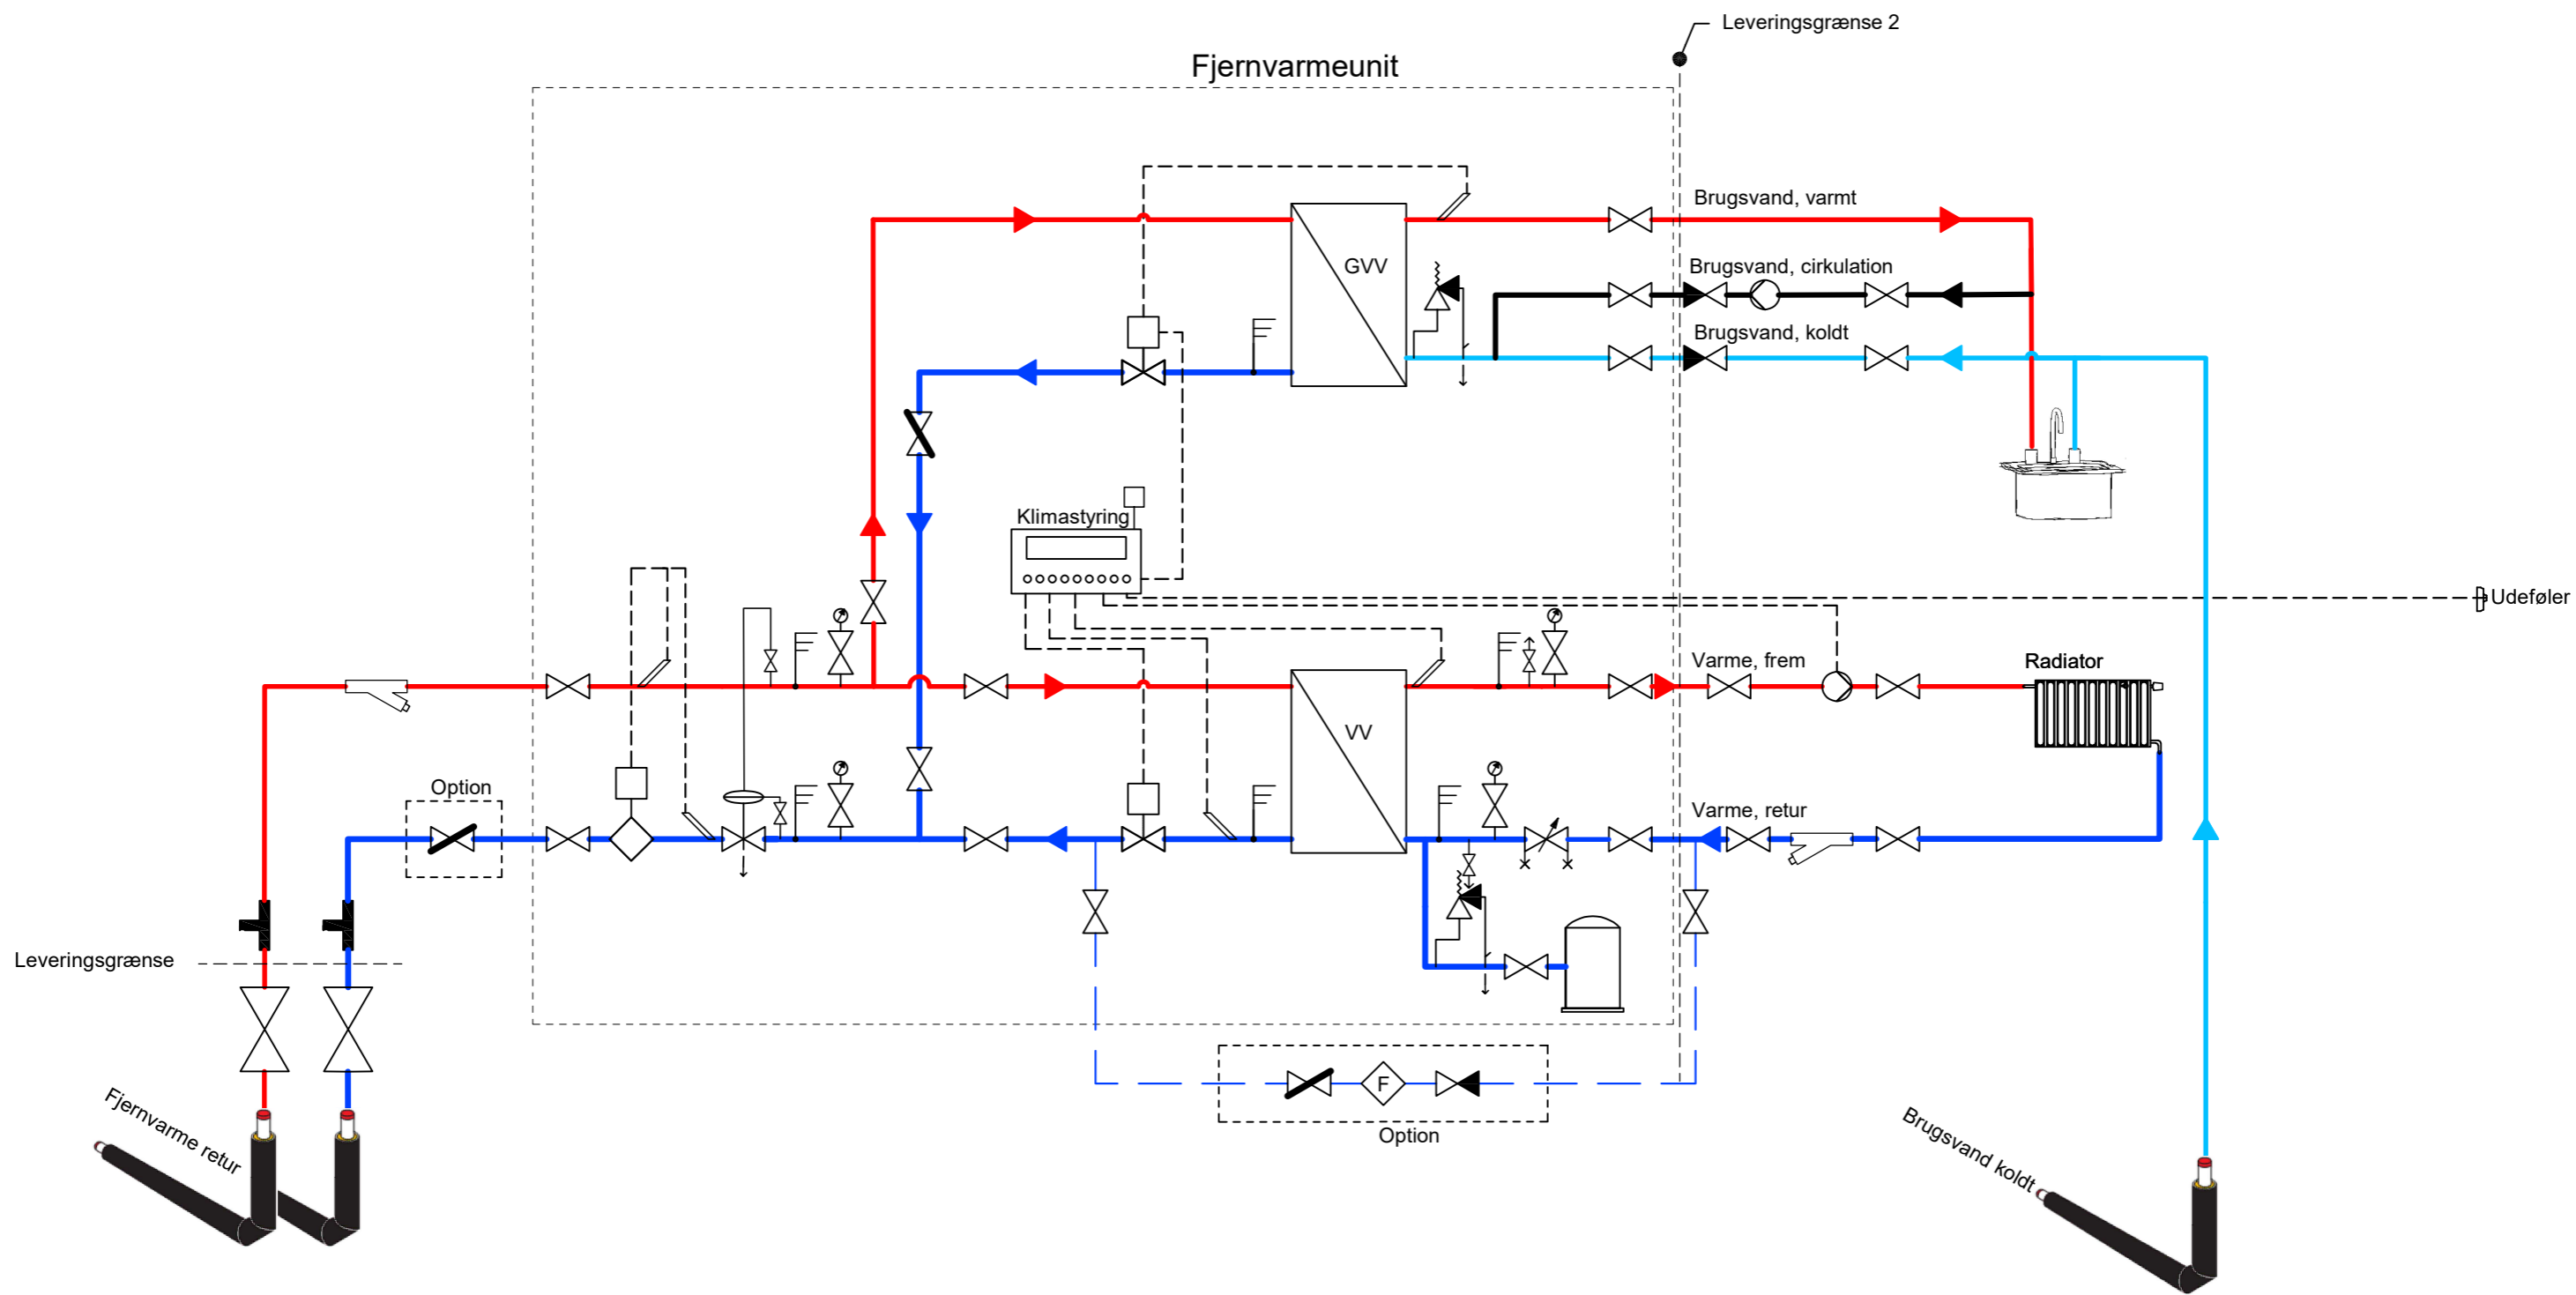 Leveringsgrænse 2
Fjernvarmeunit
Brugsvand, varmt
GVV
Brugsvand, cirkulation
Brugsvand, koldt
Klimastyring
Udeføler
Varme, frem
Radiator
VV
Option
Varme, retur
Leveringsgrænse
F
Option
Fjernvarme retur
Brugsvand koldt